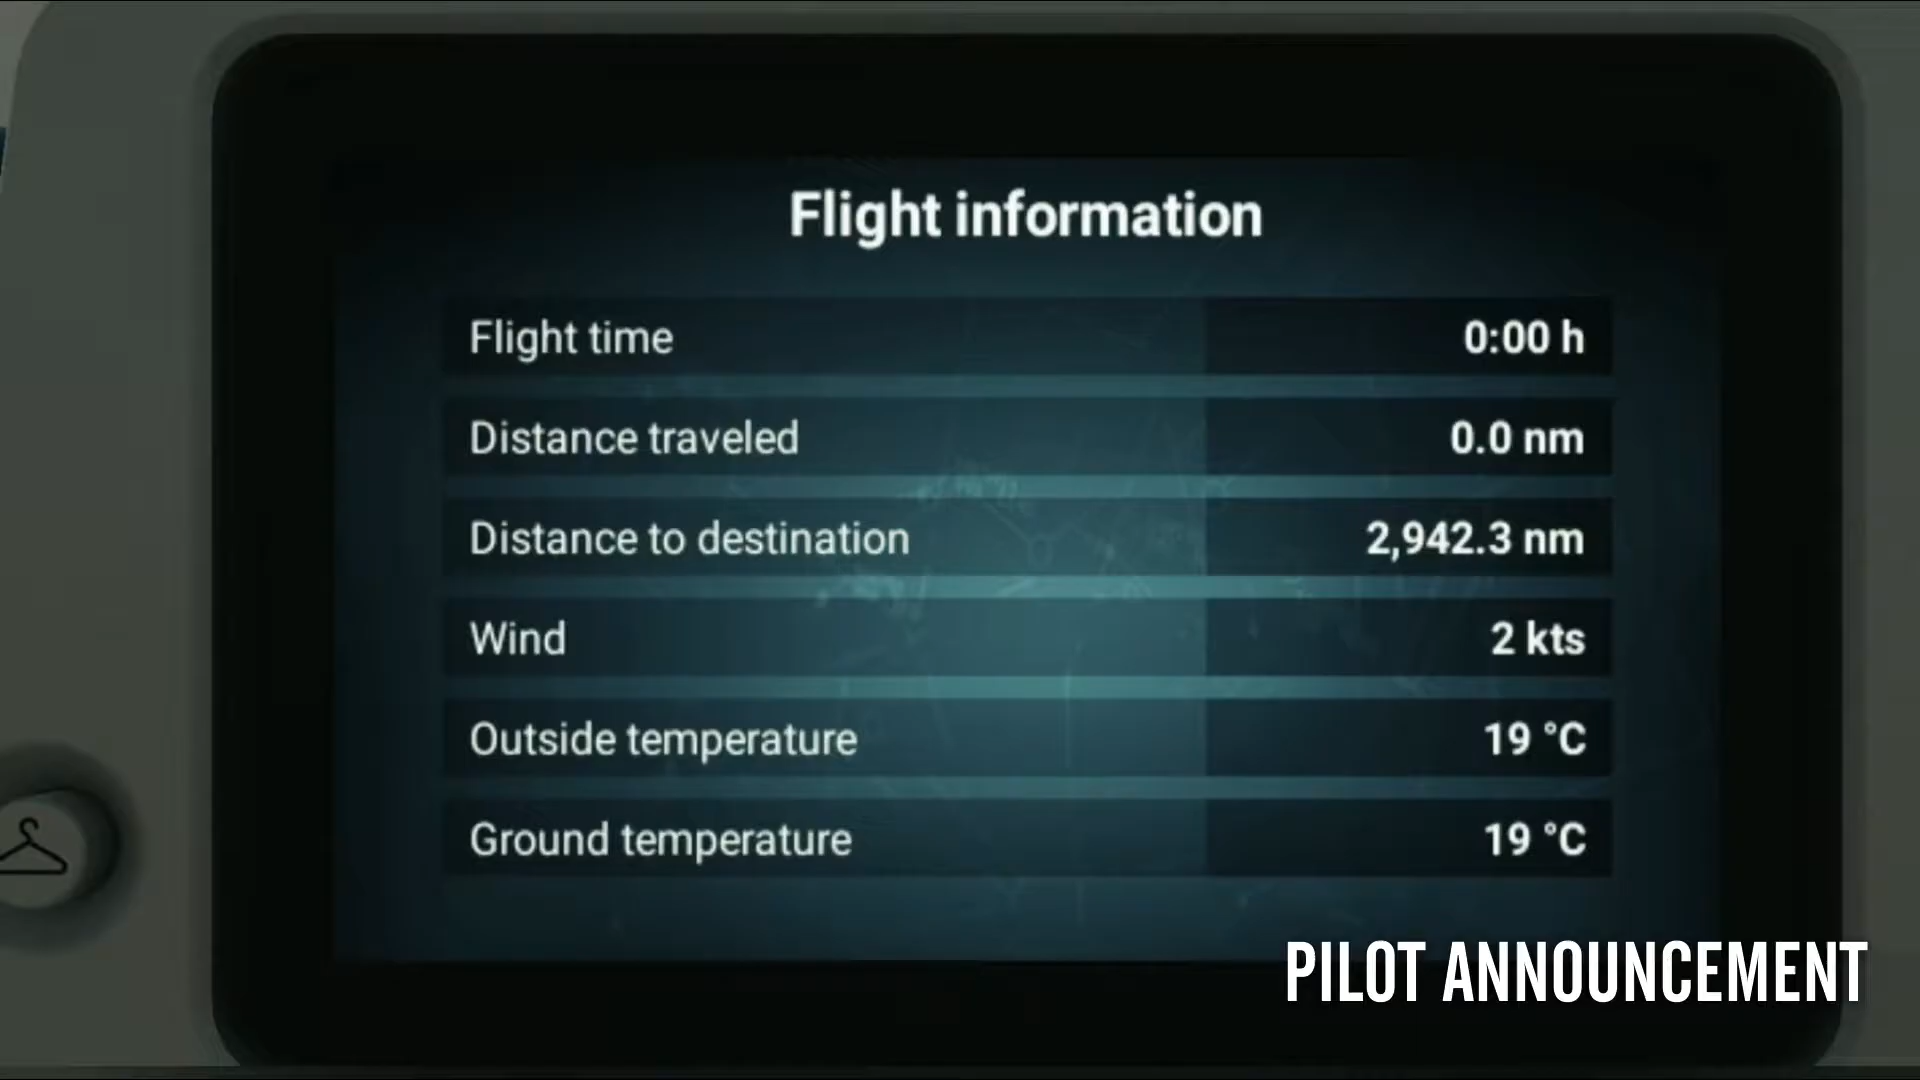 Flight information
Flight time 0:00 h
Distance traveled 0.0 nm
Distance to destination 2,942.3 nm
Wind 2 kts
Outside temperature 19 °C
Ground temperature 19 °C
PILOT ANNOUNCEMENT